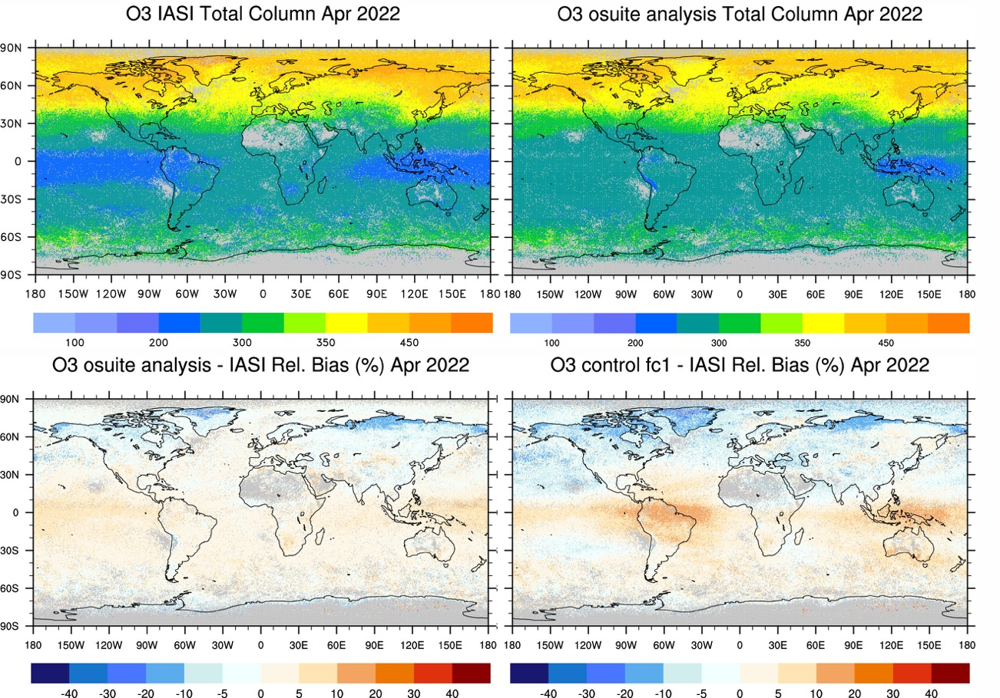 O3 IASI Total Column Apr 2022
O3 osuite analysis Total Column Apr 2022
90N
60N
30N
0
30S
60S
90S
180 150W 120W 90W 60W 30W 0 30E 60E 90E 120E 150E 180
180 150W 120W 90W 60W 30W 0 30E 60E 90E 120E 150E 180
100 200 300 350 450
100 200 300 350 450
O3 osuite analysis - IASI Rel. Bias (%) Apr 2022
O3 control fc1 - IASI Rel. Bias (%) Apr 2022
90N
60N
30N
0
30S
60S
90S
180 150W 120W 90W 60W 30W 0 30E 60E 90E 120E 150E 180
180 150W 120W 90W 60W 30W 0 30E 60E 90E 120E 150E 180
-40 -30 -20 -10 -5 0 5 10 20 30 40
-40 -30 -20 -10 -5 0 5 10 20 30 40